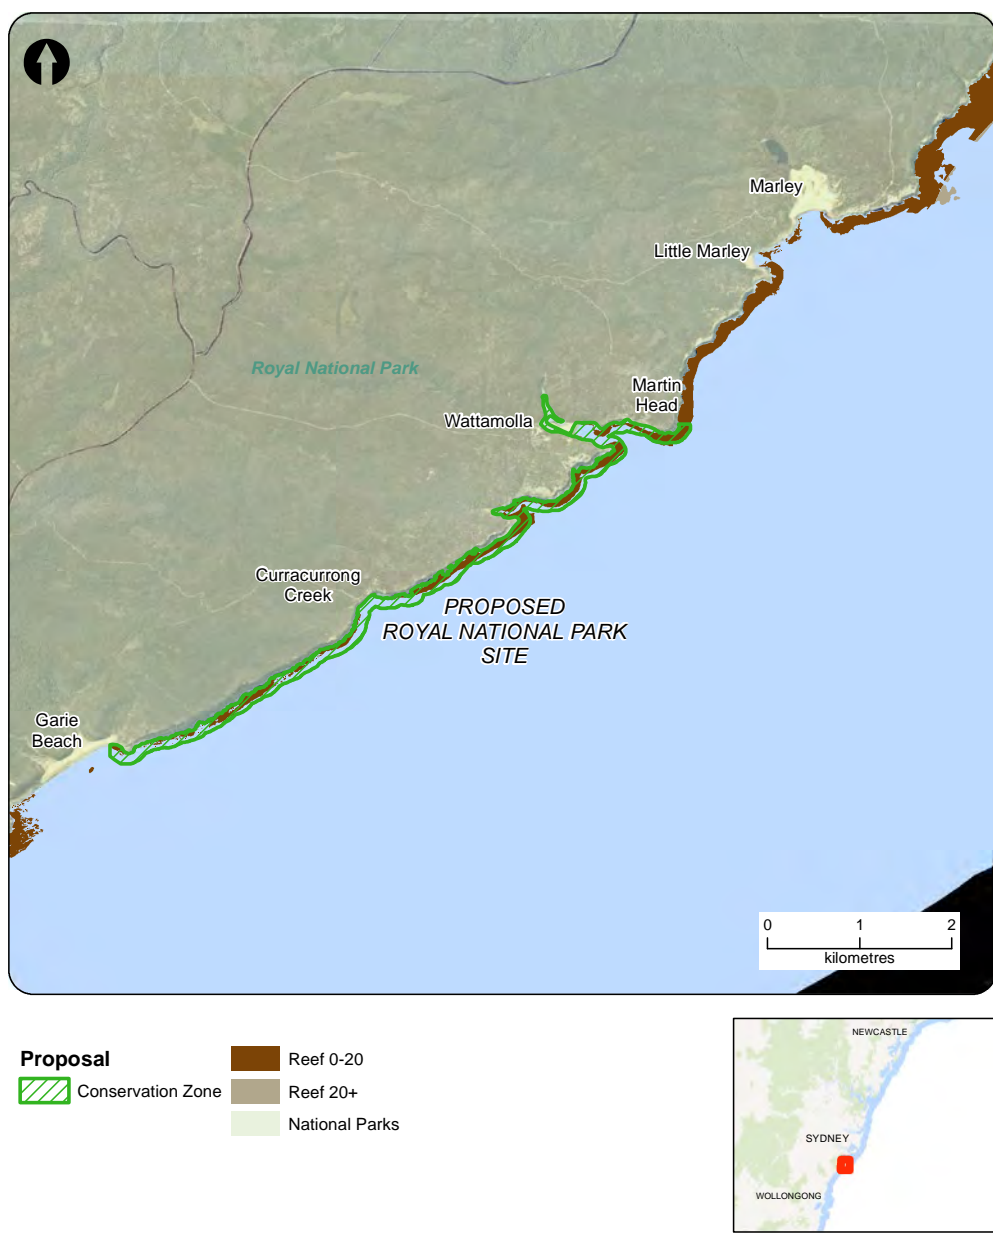 Marley
Little Marley
Royal National Park
Martin
Head
Wattamolla
Curracurrong
Creek
PROPOSED
ROYAL NATIONAL PARK
SITE
Garie
Beach
0 1 2
kilometres
Proposal
Conservation Zone
Reef 0-20
Reef 20+
National Parks
NEWCASTLE
SYDNEY
WOLLONGONG